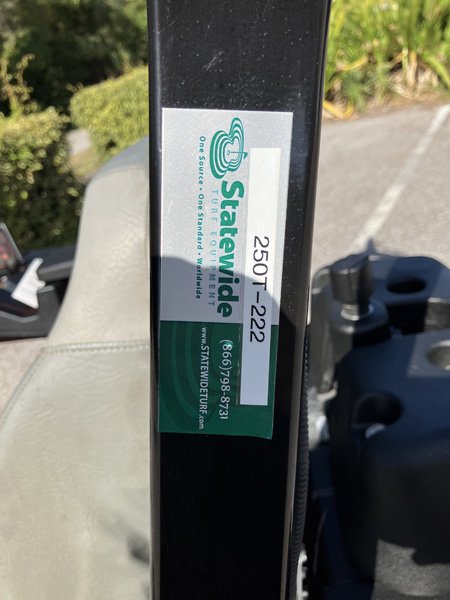 Statewide
TURF EQUIPMENT
One Source • One Standard • Worldwide
250T-222
(866)798-8731
www.STATEWIDETURF.com